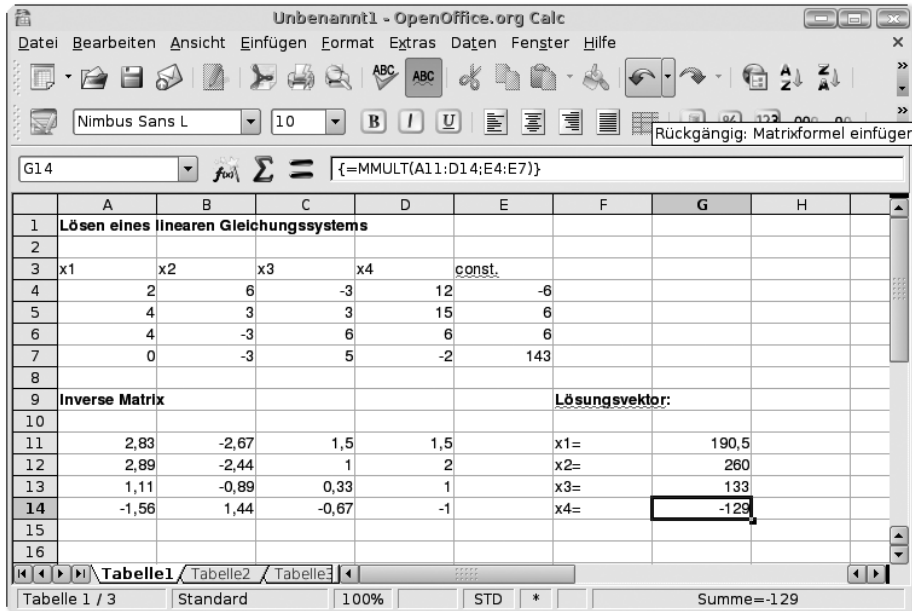 Unbenannt1 - OpenOffice.org Calc
Datei Bearbeiten Ansicht Einfügen Format Extras Daten Fenster Hilfe
ABC ABC A Z Z A
Nimbus Sans L 10 B I U
Rückgängig: Matrixformel einfügen
G14 f(x) Σ = {=MMULT(A11:D14;E4:E7)}
A B C D E F G H
1 Lösen eines linearen Gleichungssystems
2
3 x1 x2 x3 x4 const.
4 2 6 -3 12 -6
5 4 3 3 15 6
6 4 -3 6 6 6
7 0 -3 5 -2 143
8
9 Inverse Matrix Lösungsvektor:
10
11 2,83 -2,67 1,5 1,5 x1= 190,5
12 2,89 -2,44 1 2 x2= 260
13 1,11 -0,89 0,33 1 x3= 133
14 -1,56 1,44 -0,67 -1 x4= -129
15
16
Tabelle1 Tabelle2 Tabelle3
Tabelle 1 / 3 Standard 100% STD * Summe=-129